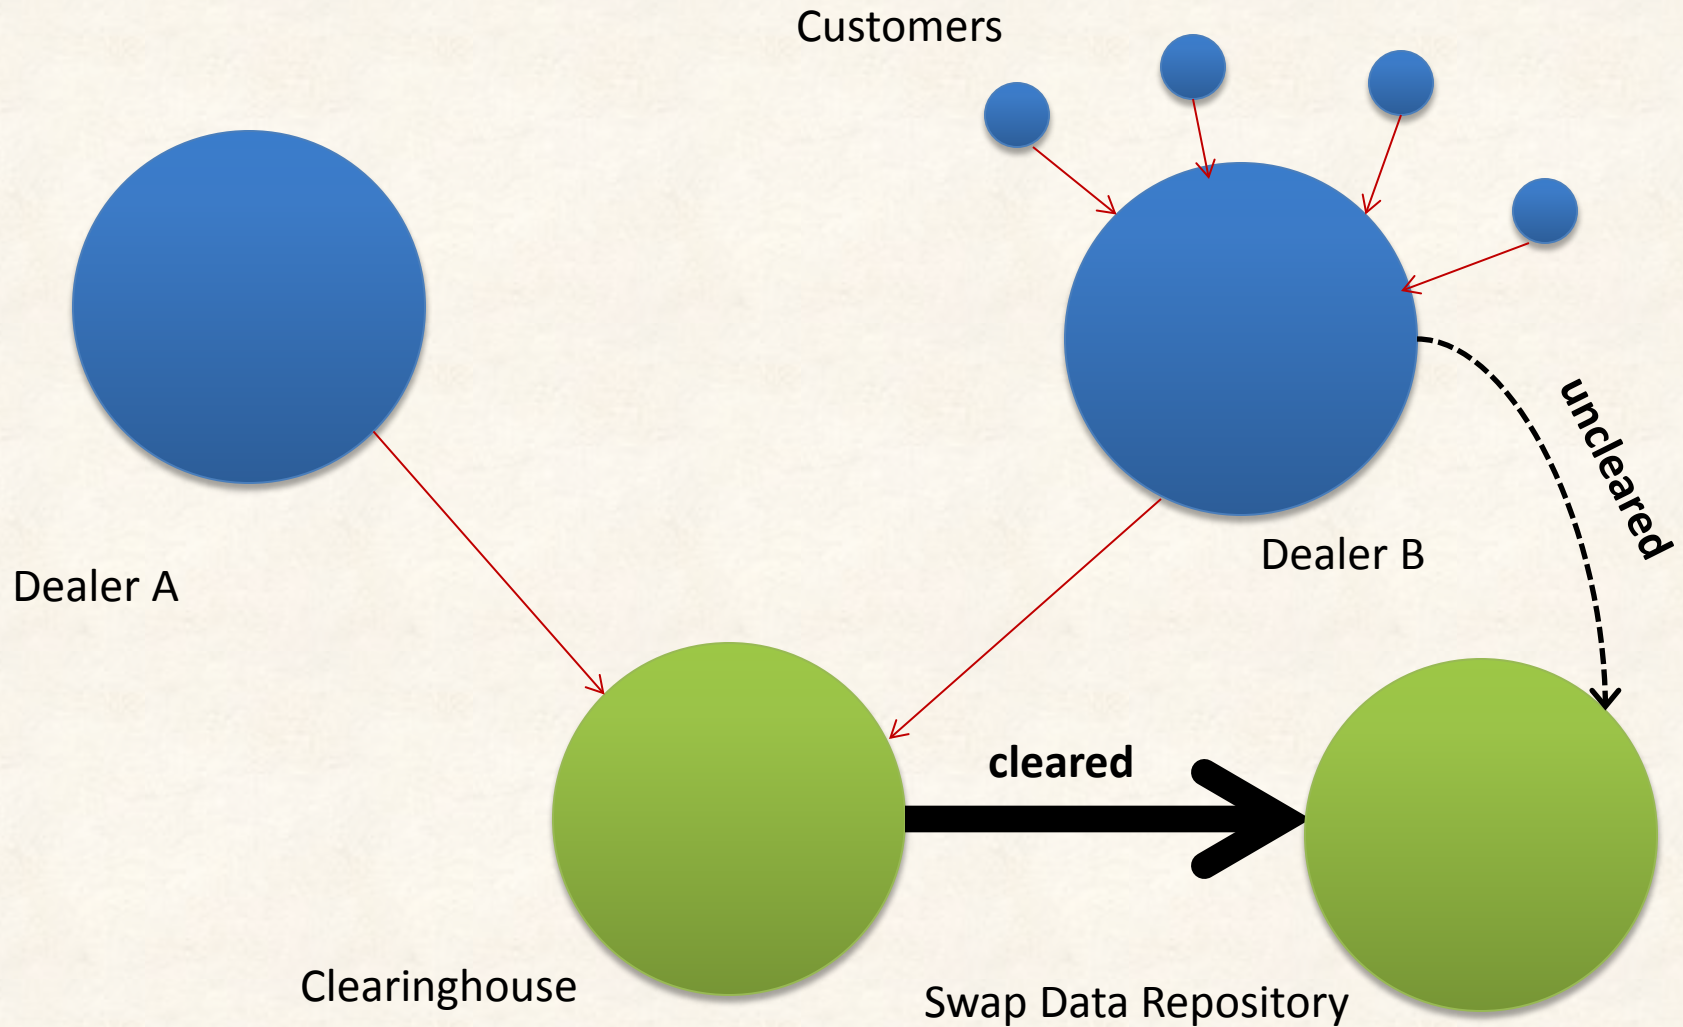 Customers
uncleared
Dealer B
Dealer A
cleared
Clearinghouse
Swap Data Repository